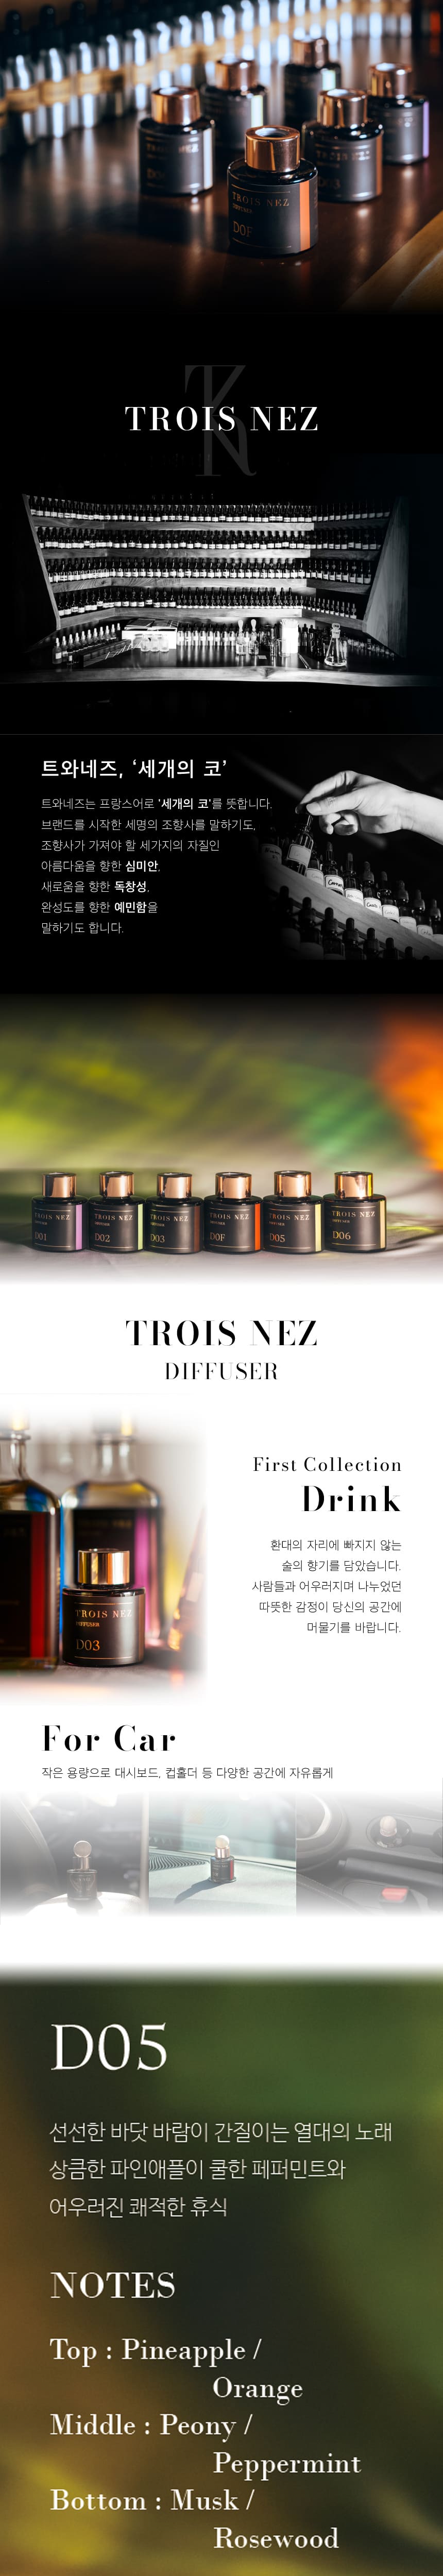 TROIS NEZ
DIFFUSER
D0F
TROIS NEZ
트와네즈, ‘세개의 코’
트와네즈는 프랑스어로 '세개의 코'를 뜻합니다.
브랜드를 시작한 세명의 조향사를 말하기도,
조향사가 가져야 할 세가지의 자질인
아름다움을 향한 심미안,
새로움을 향한 독창성,
완성도를 향한 예민함을
말하기도 합니다.
TROIS NEZ
D01
TROIS NEZ
D02
TROIS NEZ
D03
TROIS NEZ
D0F
TROIS NEZ
D05
TROIS NEZ
D06
TROIS NEZ
DIFFUSER
First Collection
Drink
환대의 자리에 빠지지 않는
술의 향기를 담았습니다.
사람들과 어우러지며 나누었던
따뜻한 감정이 당신의 공간에
머물기를 바랍니다.
TROIS NEZ
DIFFUSER
D03
For Car
작은 용량으로 대시보드, 컵홀더 등 다양한 공간에 자유롭게
D05
선선한 바닷 바람이 간질이는 열대의 노래
상큼한 파인애플이 쿨한 페퍼민트와
어우러진 쾌적한 휴식
NOTES
Top : Pineapple /
Orange
Middle : Peony /
Peppermint
Bottom : Musk /
Rosewood